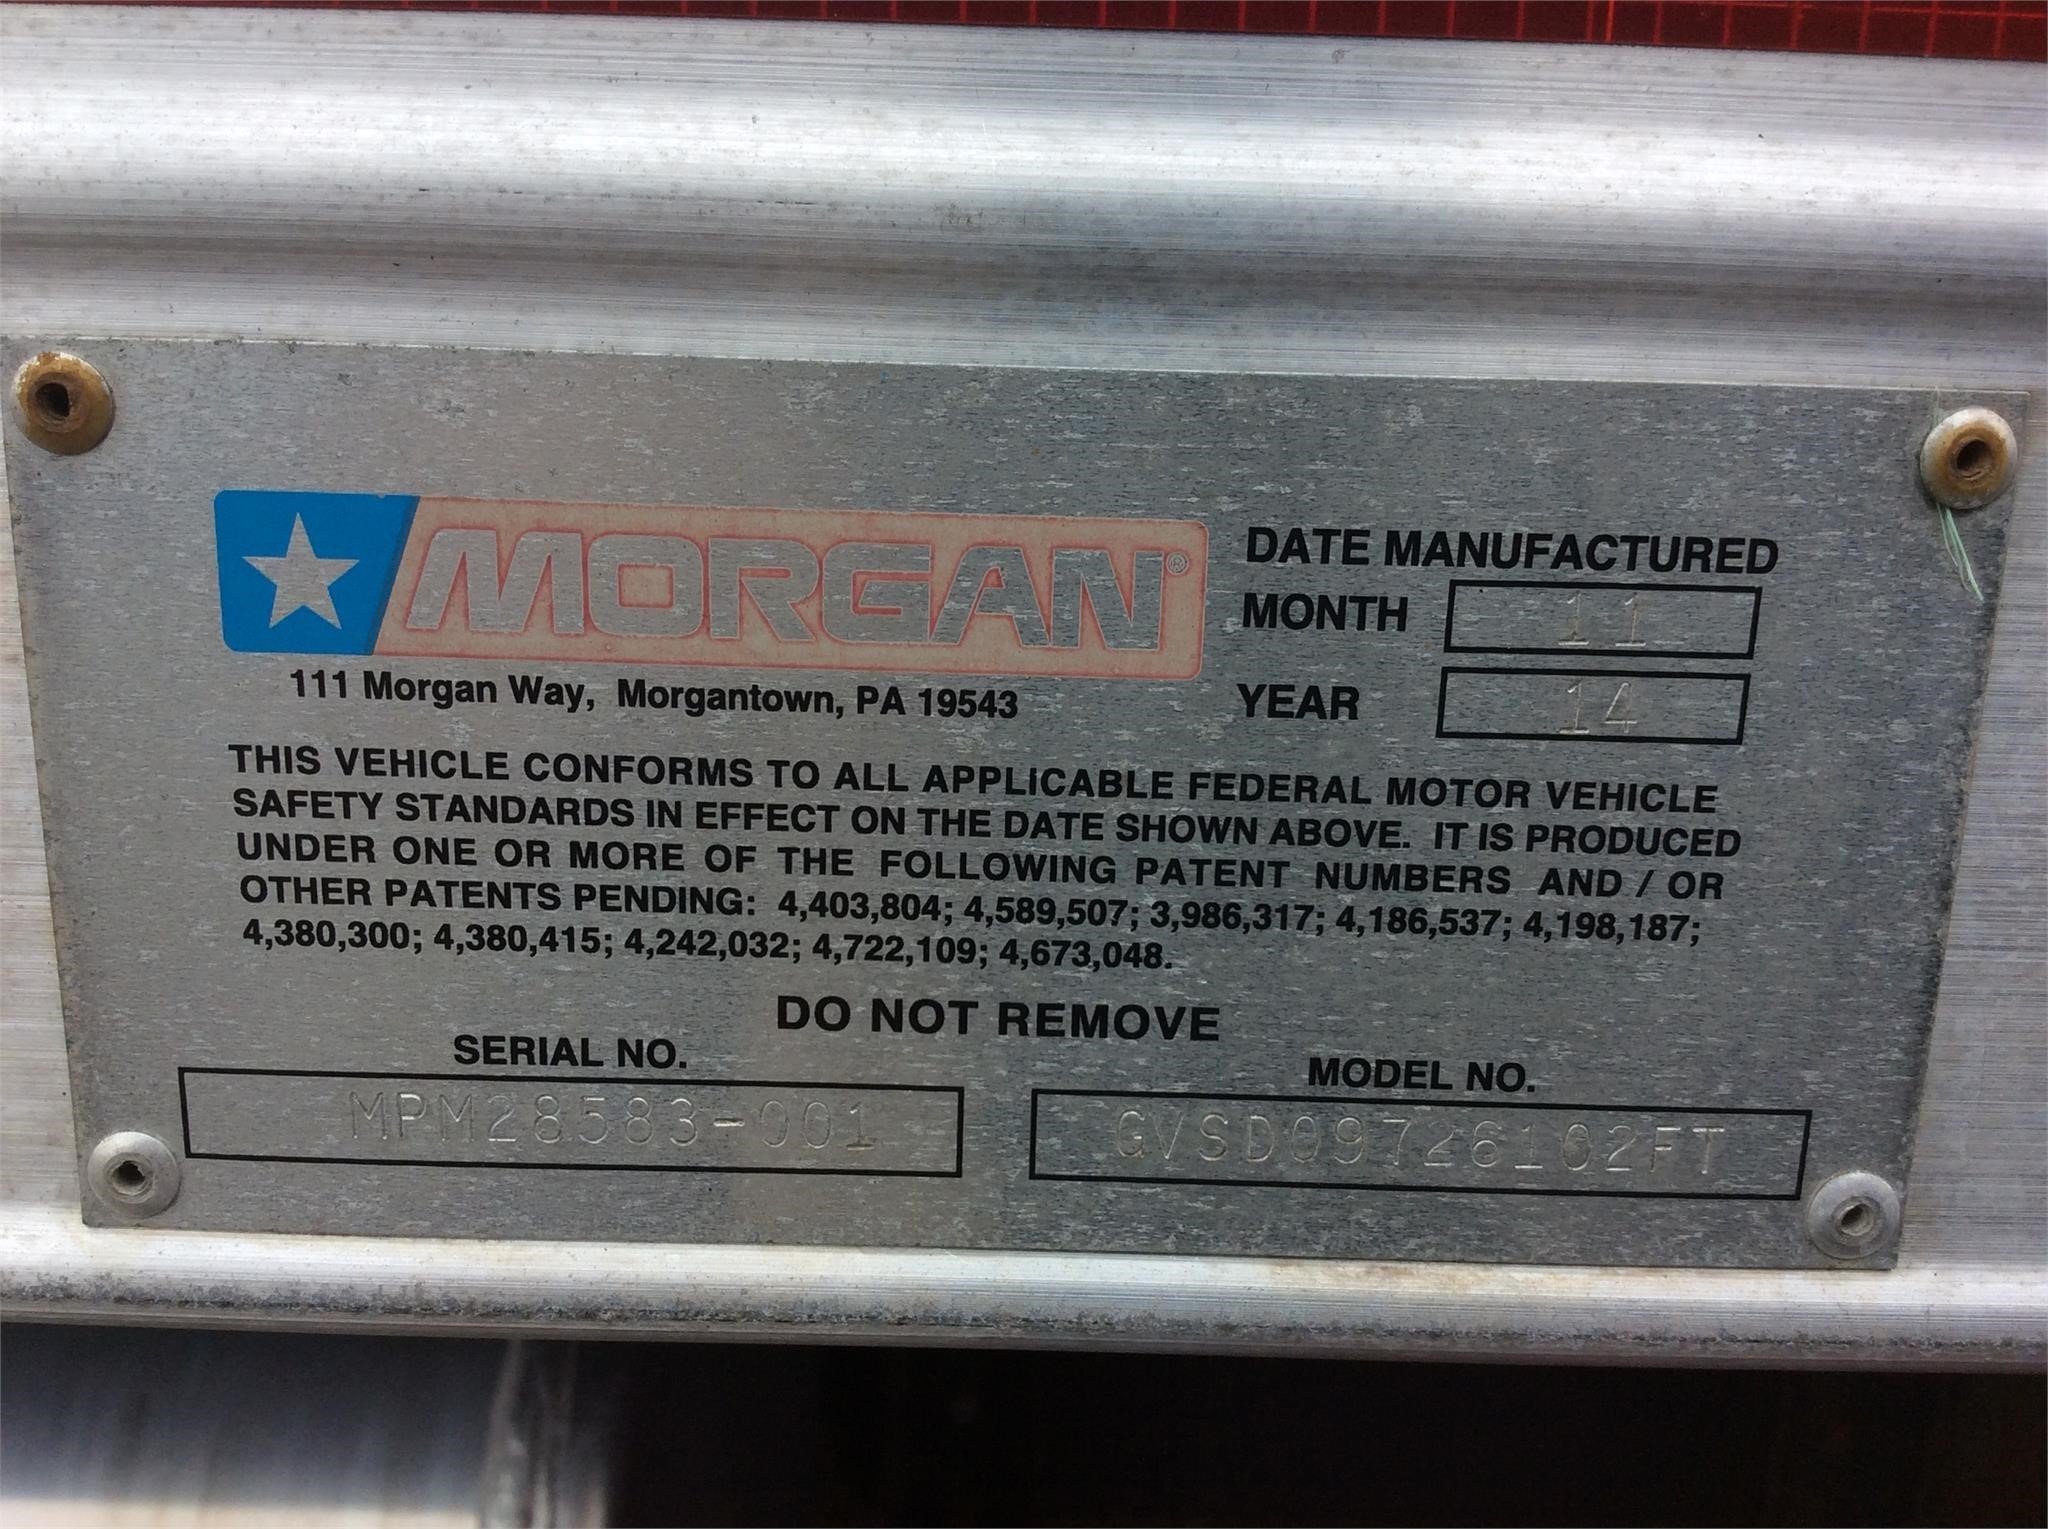 MORGAN®
111 Morgan Way, Morgantown, PA 19543
DATE MANUFACTURED
MONTH 11
YEAR 14
THIS VEHICLE CONFORMS TO ALL APPLICABLE FEDERAL MOTOR VEHICLE
SAFETY STANDARDS IN EFFECT ON THE DATE SHOWN ABOVE. IT IS PRODUCED
UNDER ONE OR MORE OF THE FOLLOWING PATENT NUMBERS AND / OR
OTHER PATENTS PENDING: 4,403,804; 4,589,507; 3,986,317; 4,186,537; 4,198,187;
4,380,300; 4,380,415; 4,242,032; 4,722,109; 4,673,048.
DO NOT REMOVE
SERIAL NO.
MPM28583-001
MODEL NO.
GVSD09726102FT